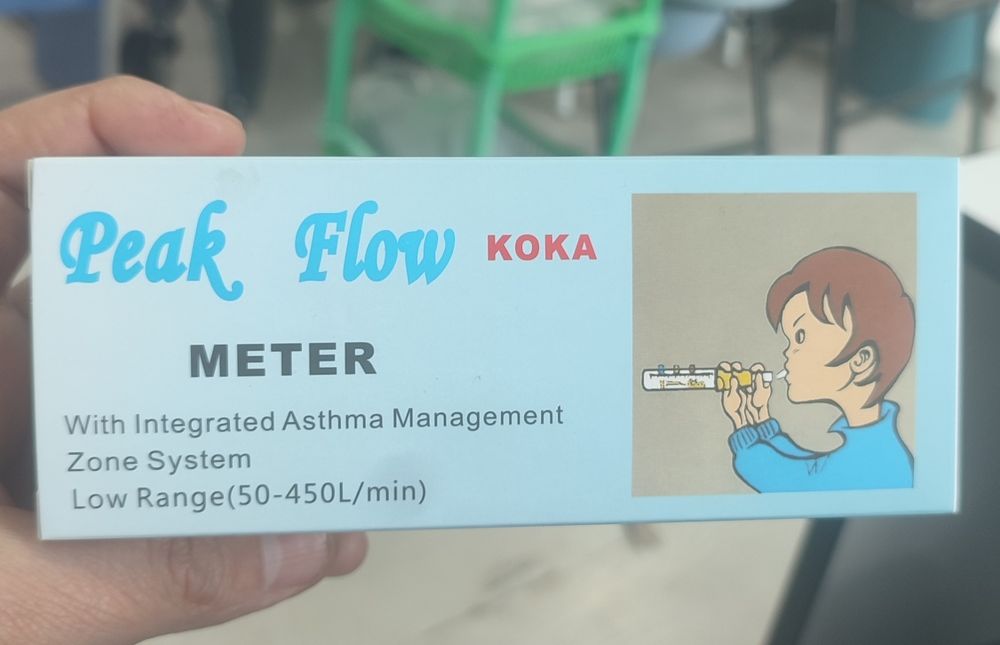 Peak Flow KOKA
METER
With Integrated Asthma Management
Zone System
Low Range(50-450L/min)